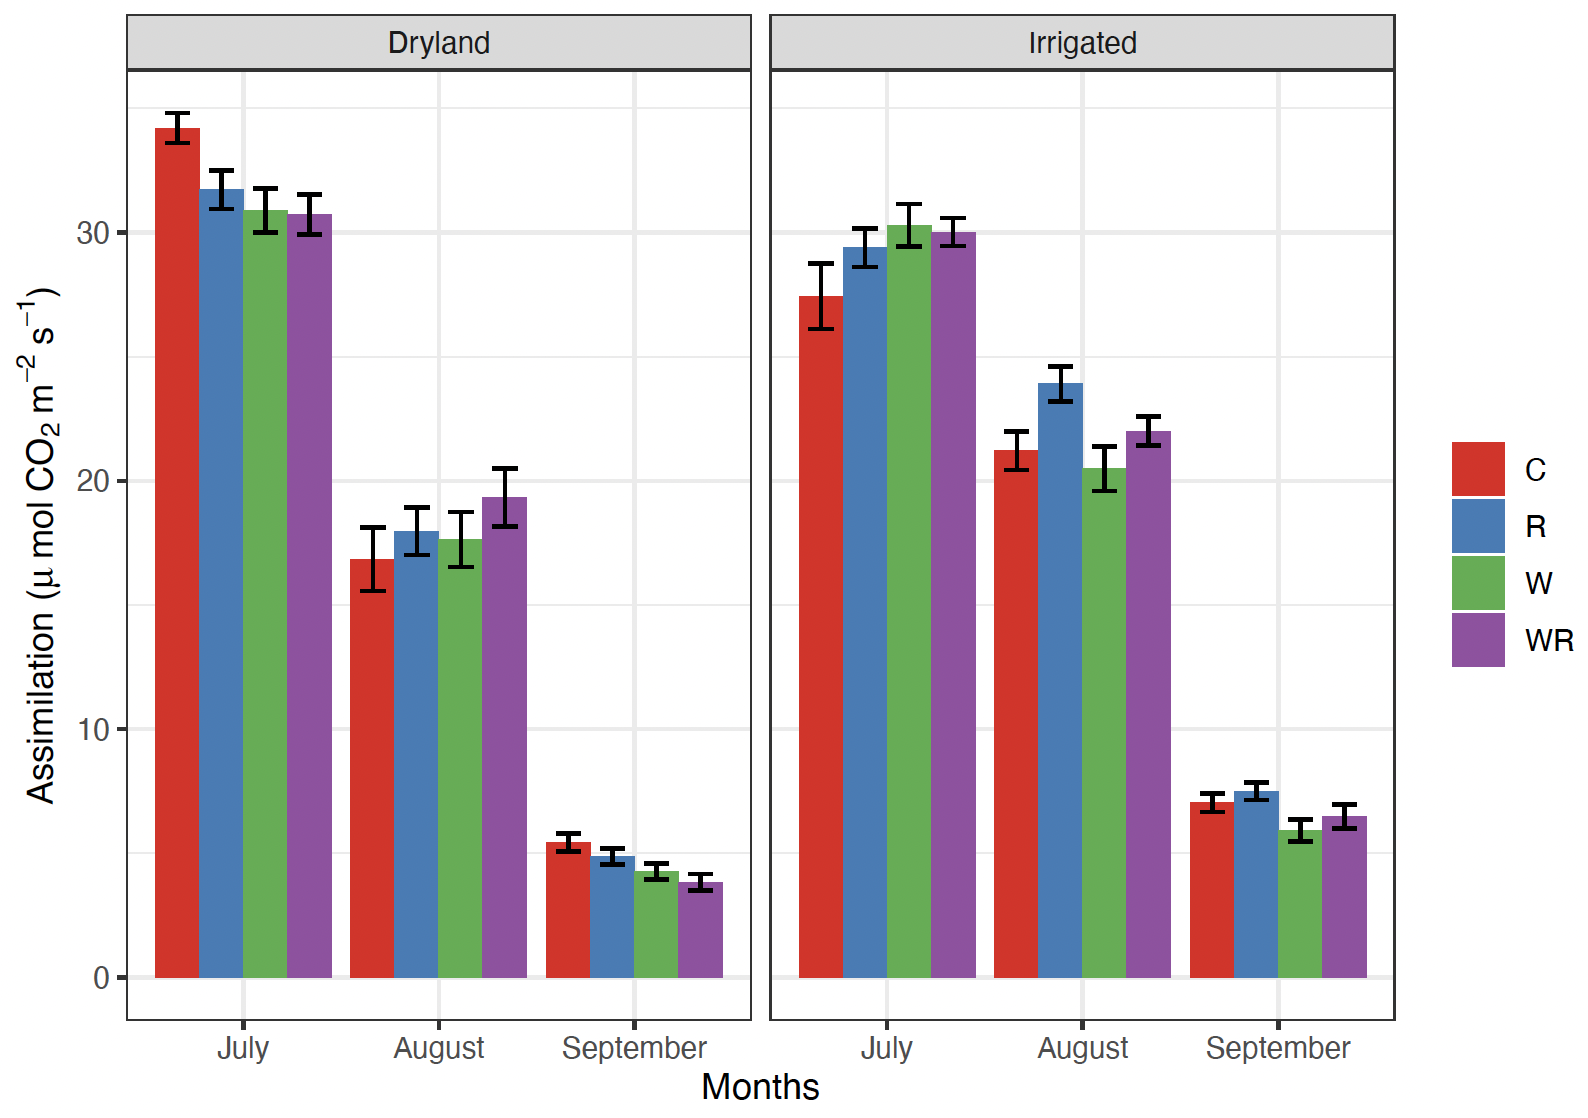 Dryland
Irrigated
Assimilation (μ mol CO₂ m⁻² s⁻¹)
30
20
10
0
July
August
September
July
August
September
Months
C
R
W
WR